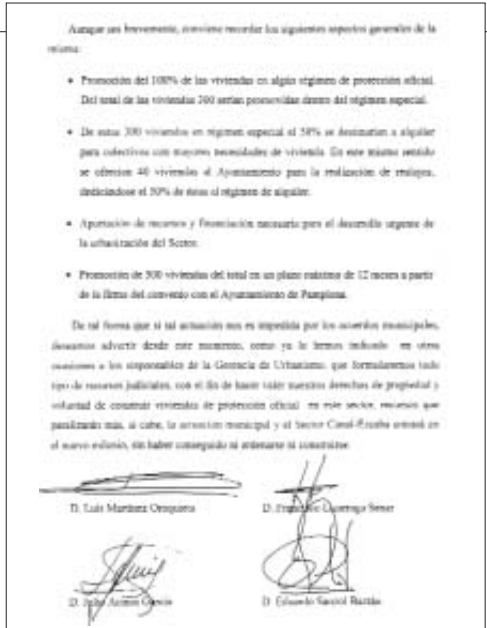 Aunque sea brevemente, conviene recordar los siguientes aspectos generales de la
misma:
• Promoción del 100% de las viviendas en algún régimen de protección oficial.
Del total de las viviendas 300 serían promovidas dentro del régimen especial.
• De estas 300 viviendas en régimen especial el 50% se destinarían a alquiler
para colectivos con mayores necesidades de vivienda. En este mismo sentido
se ofrecían 40 viviendas al Ayuntamiento para la realización de realojos,
dedicándose el 50% de éstas al régimen de alquiler.
• Aportación de recursos y financiación necesaria para el desarrollo urgente de
la urbanización del Sector.
• Promoción de 500 viviendas del total en un plazo máximo de 12 meses a partir
de la firma del convenio con el Ayuntamiento de Pamplona.
De tal forma que si tal actuación nos es impedida por los acuerdos municipales,
deseamos advertir desde este momento, como ya lo hemos indicado en otras
ocasiones a los responsables de la Gerencia de Urbanismo, que formularemos todo
tipo de recursos judiciales, con el fin de hacer valer nuestros derechos de propiedad y
voluntad de construir viviendas de protección oficial en este sector, recursos que
paralizarán más, si cabe, la actuación municipal y el Sector entrará en
el nuevo milenio, sin haber conseguido ni ordenarse ni construirse.
D. Luis Martínez
D. Francisco
D. Julio García
D. Eduardo